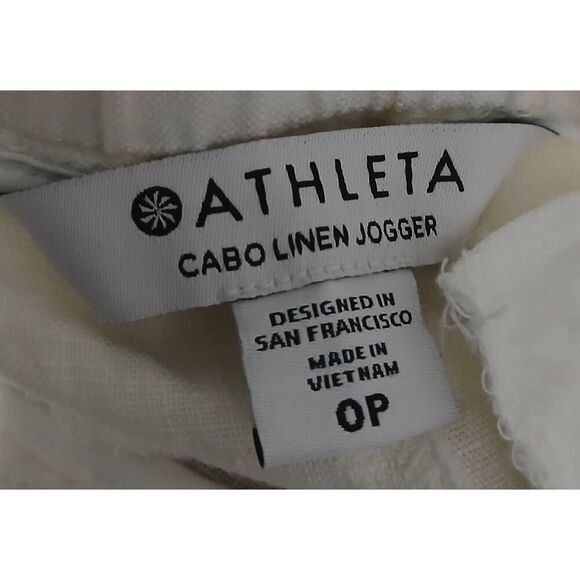 ATHLETA
CABO LINEN JOGGER
DESIGNED IN
SAN FRANCISCO
MADE IN
VIETNAM
0P